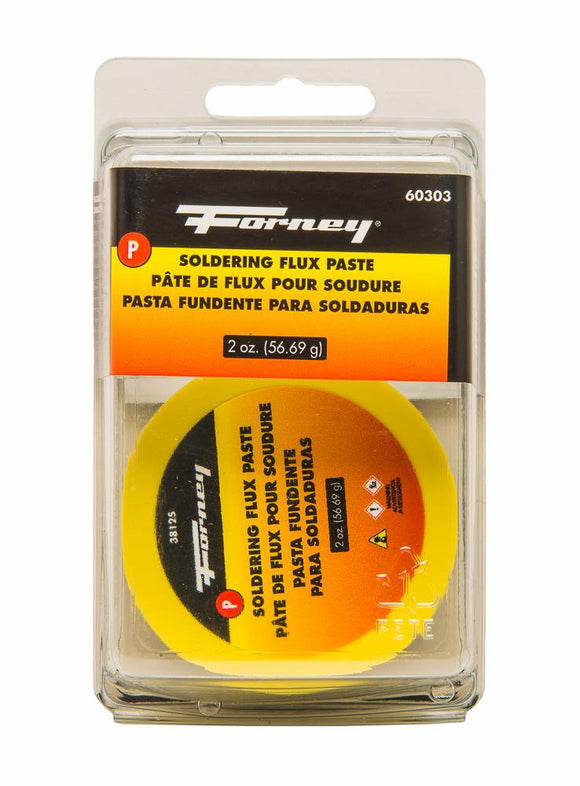 60303
Forney®
P
SOLDERING FLUX PASTE
PÂTE DE FLUX POUR SOUDURE
PASTA FUNDENTE PARA SOLDADURAS
2 oz. (56.69 g)
38125
Forney
P
SOLDERING FLUX PASTE
PÂTE DE FLUX POUR SOUDURE
PASTA FUNDENTE
PARA SOLDADURAS
2 oz (56.69 g)
PETE